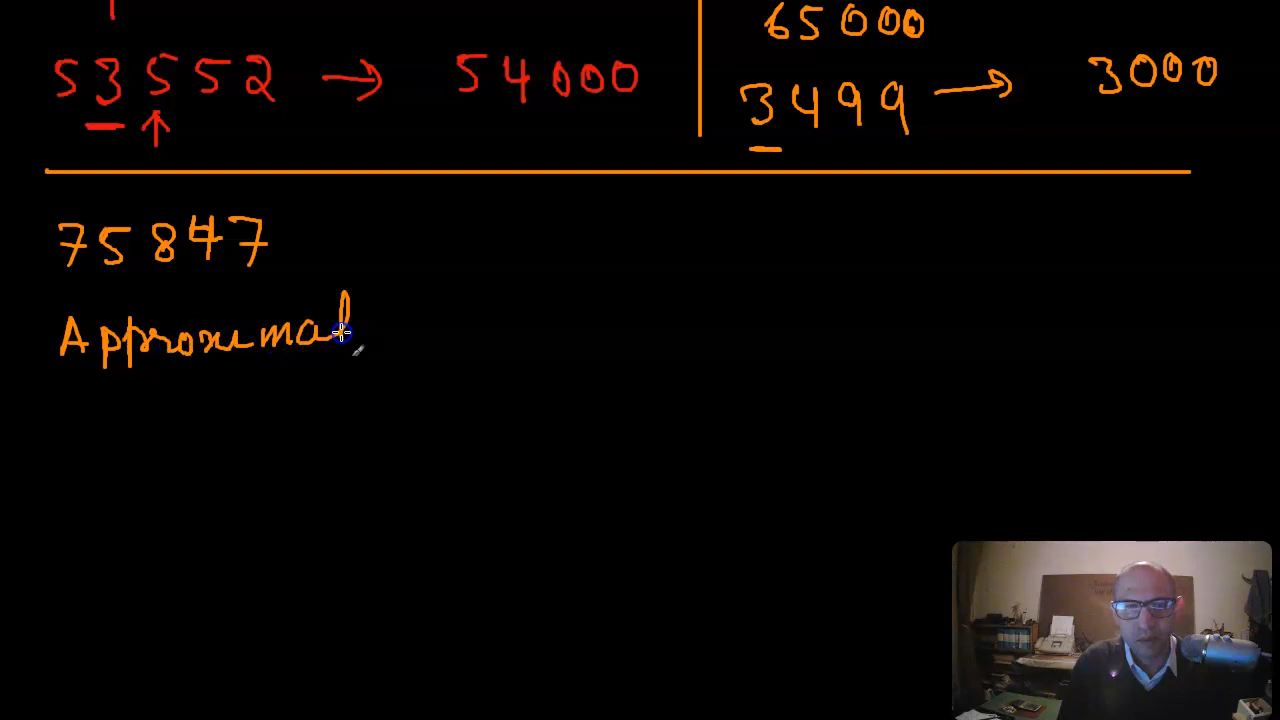 53552 → 54000
65000
3499 → 3000
75847
Approximat